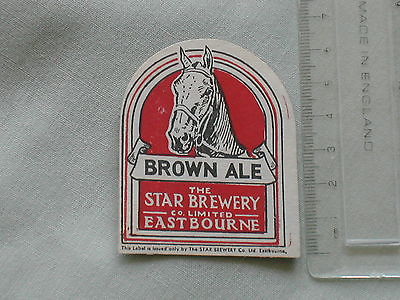 BROWN ALE
THE
STAR BREWERY
CO. LIMITED
EASTBOURNE
This Label is issued only by The STAR BREWERY Co. Ltd. Eastbourne,
MADE IN ENGLAND